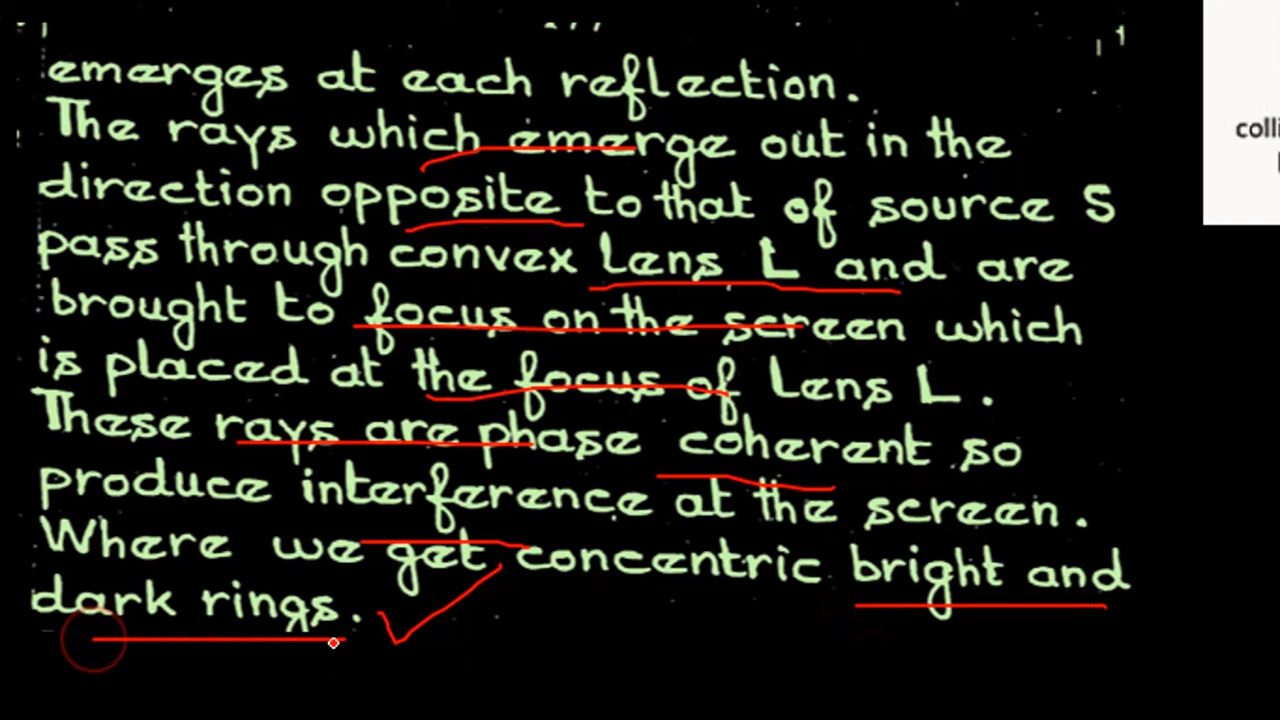 emerges at each reflection.
The rays which emerge out in the
direction opposite to that of source S
pass through convex Lens L and are
brought to focus on the screen which
is placed at the focus of Lens L.
These rays are phase coherent so
produce interference at the screen.
Where we get concentric bright and
dark rings.
colli